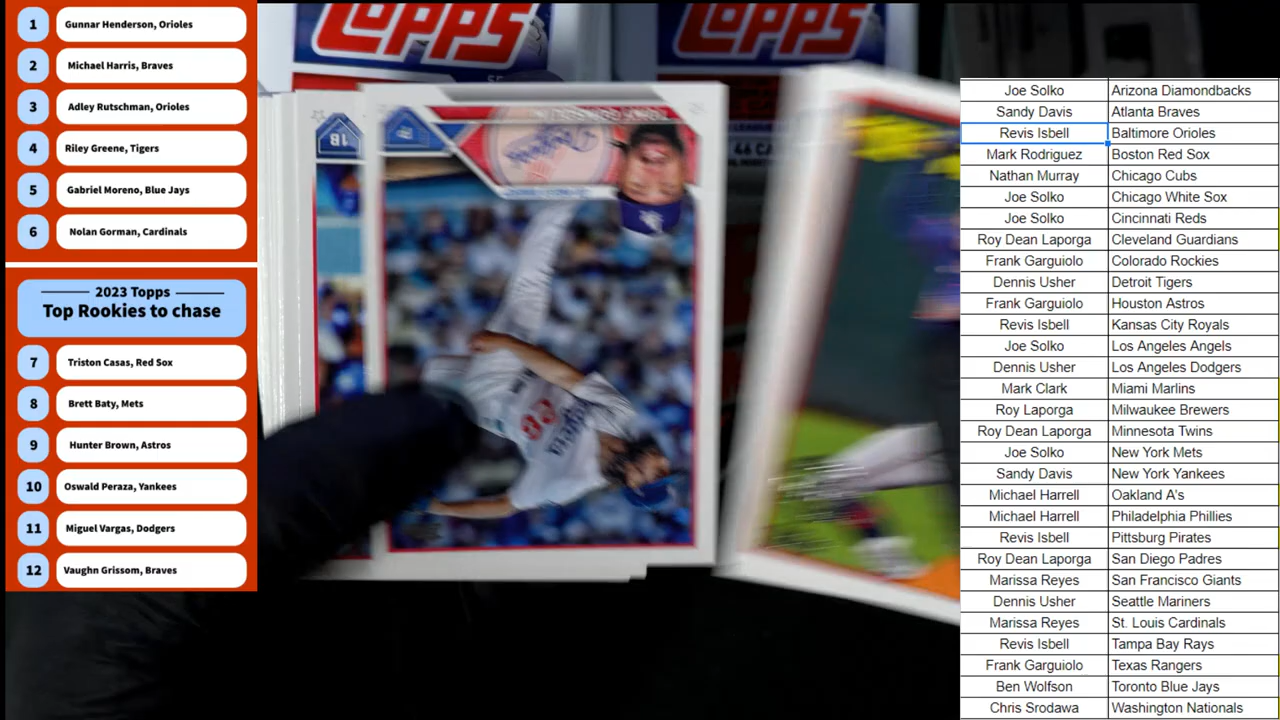 1 Gunnar Henderson, Orioles
2 Michael Harris, Braves
3 Adley Rutschman, Orioles
4 Riley Greene, Tigers
5 Gabriel Moreno, Blue Jays
6 Nolan Gorman, Cardinals
2023 Topps
Top Rookies to chase
7 Triston Casas, Red Sox
8 Brett Baty, Mets
9 Hunter Brown, Astros
10 Oswald Peraza, Yankees
11 Miguel Vargas, Dodgers
12 Vaughn Grissom, Braves
TOPPS
TOPPS
1B
Joe Solko Arizona Diamondbacks
Sandy Davis Atlanta Braves
Revis Isbell Baltimore Orioles
Mark Rodriguez Boston Red Sox
Nathan Murray Chicago Cubs
Joe Solko Chicago White Sox
Joe Solko Cincinnati Reds
Roy Dean Laporga Cleveland Guardians
Frank Garguiolo Colorado Rockies
Dennis Usher Detroit Tigers
Frank Garguiolo Houston Astros
Revis Isbell Kansas City Royals
Joe Solko Los Angeles Angels
Dennis Usher Los Angeles Dodgers
Mark Clark Miami Marlins
Roy Laporga Milwaukee Brewers
Roy Dean Laporga Minnesota Twins
Joe Solko New York Mets
Sandy Davis New York Yankees
Michael Harrell Oakland A's
Michael Harrell Philadelphia Phillies
Revis Isbell Pittsburg Pirates
Roy Dean Laporga San Diego Padres
Marissa Reyes San Francisco Giants
Dennis Usher Seattle Mariners
Marissa Reyes St. Louis Cardinals
Revis Isbell Tampa Bay Rays
Frank Garguiolo Texas Rangers
Ben Wolfson Toronto Blue Jays
Chris Srodawa Washington Nationals